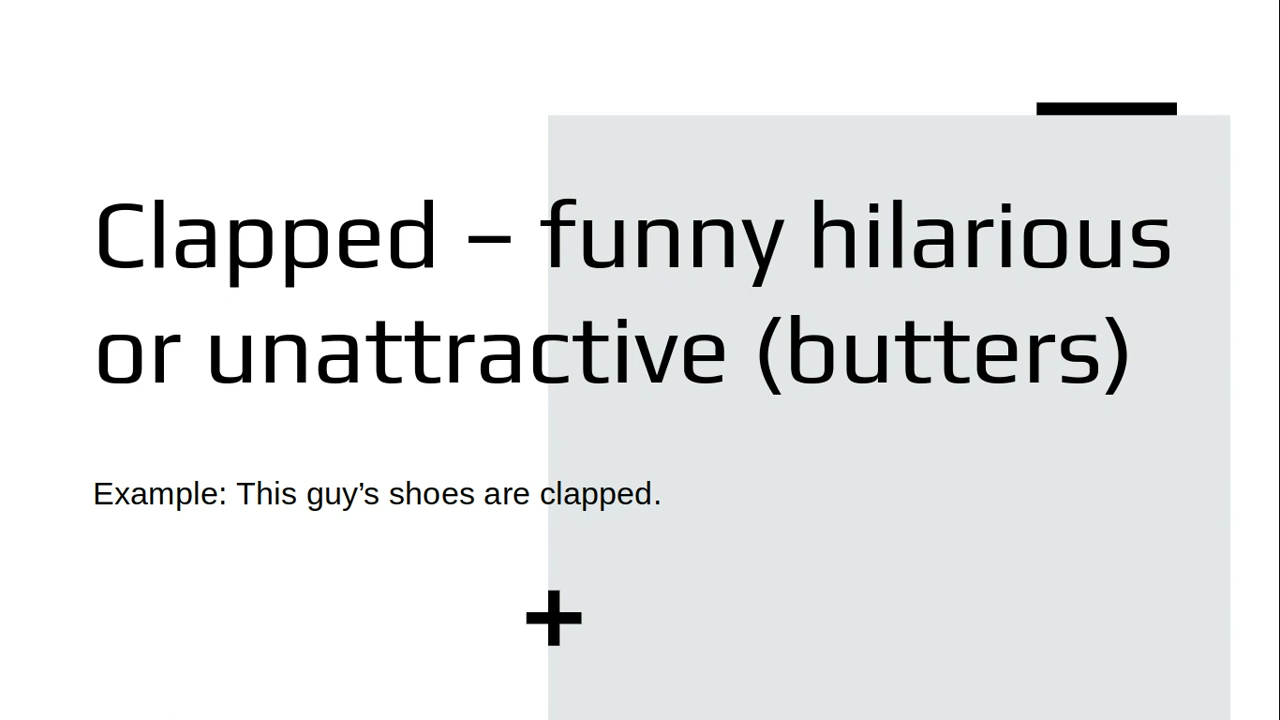 Clapped – funny hilarious
or unattractive (butters)
Example: This guy’s shoes are clapped.